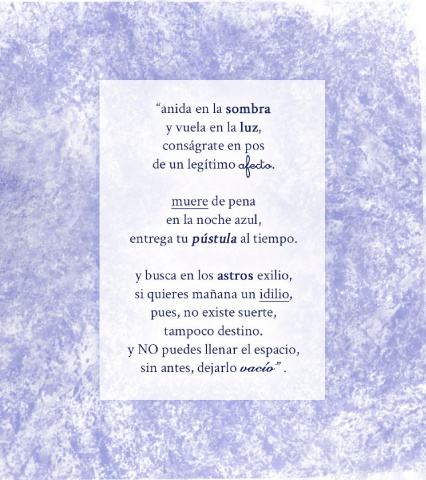 “anida en la sombra
y vuela en la luz,
conságrate en pos
de un legítimo afecto.
muere de pena
en la noche azul,
entrega tu pústula al tiempo.
y busca en los astros exilio,
si quieres mañana un idilio,
pues, no existe suerte,
tampoco destino.
y NO puedes llenar el espacio,
sin antes, dejarlo vacío” .